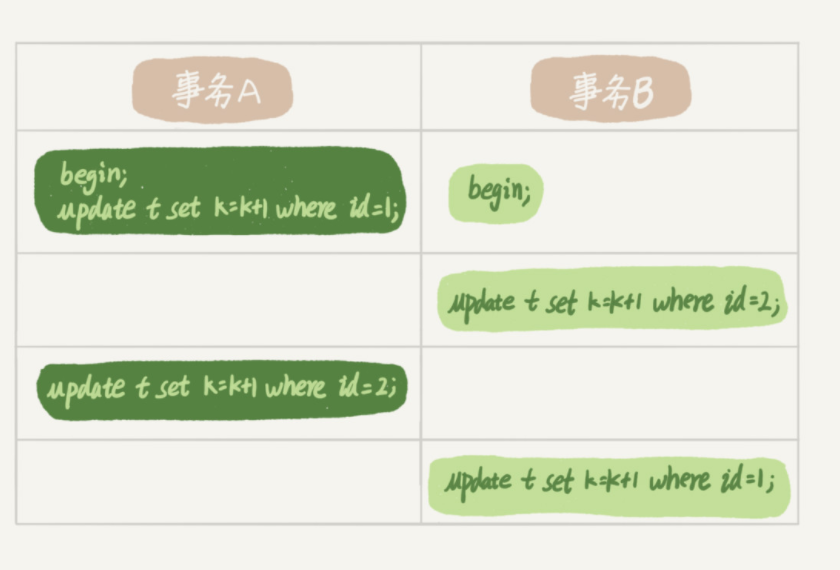 事务A
事务B
begin;
update t set k=k+1 where id=1;
begin;
update t set k=k+1 where id=2;
update t set k=k+1 where id=2;
update t set k=k+1 where id=1;